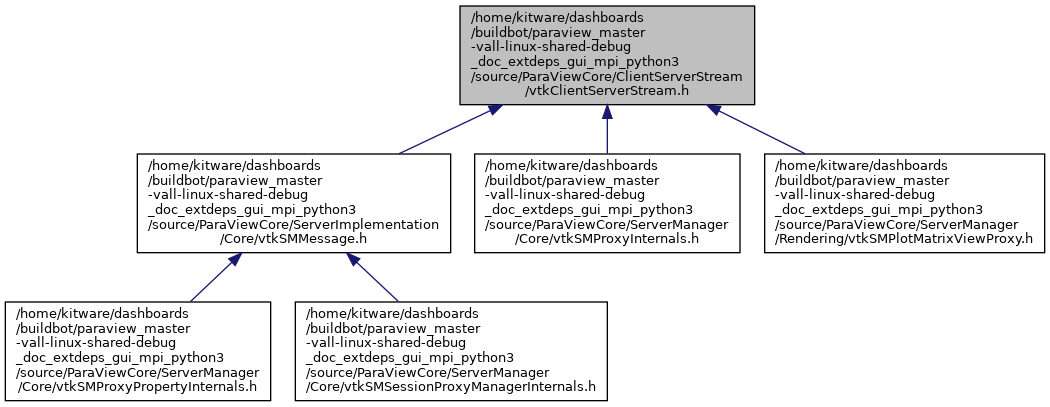 /home/kitware/dashboards
/buildbot/paraview_master
-vall-linux-shared-debug
_doc_extdeps_gui_mpi_python3
/source/ParaViewCore/ClientServerStream
/vtkClientServerStream.h
/home/kitware/dashboards
/buildbot/paraview_master
-vall-linux-shared-debug
_doc_extdeps_gui_mpi_python3
/source/ParaViewCore/ServerImplementation
/Core/vtkSMMessage.h
/home/kitware/dashboards
/buildbot/paraview_master
-vall-linux-shared-debug
_doc_extdeps_gui_mpi_python3
/source/ParaViewCore/ServerManager
/Core/vtkSMProxyInternals.h
/home/kitware/dashboards
/buildbot/paraview_master
-vall-linux-shared-debug
_doc_extdeps_gui_mpi_python3
/source/ParaViewCore/ServerManager
/Rendering/vtkSMPlotMatrixViewProxy.h
/home/kitware/dashboards
/buildbot/paraview_master
-vall-linux-shared-debug
_doc_extdeps_gui_mpi_python3
/source/ParaViewCore/ServerManager
/Core/vtkSMProxyPropertyInternals.h
/home/kitware/dashboards
/buildbot/paraview_master
-vall-linux-shared-debug
_doc_extdeps_gui_mpi_python3
/source/ParaViewCore/ServerManager
/Core/vtkSMSessionProxyManagerInternals.h